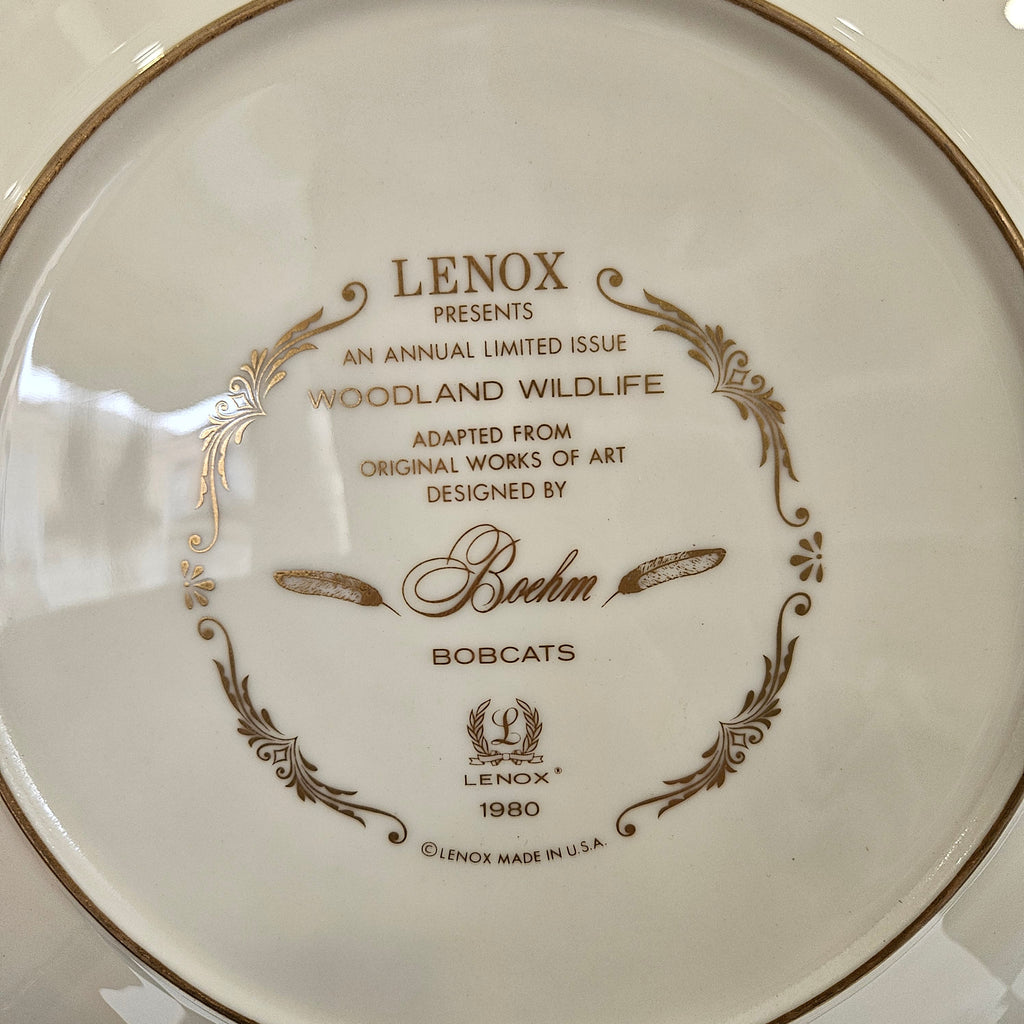 LENOX
PRESENTS
AN ANNUAL LIMITED ISSUE
WOODLAND WILDLIFE
ADAPTED FROM
ORIGINAL WORKS OF ART
DESIGNED BY
Boehm
BOBCATS
L
LENOX®
1980
© LENOX MADE IN U.S.A.